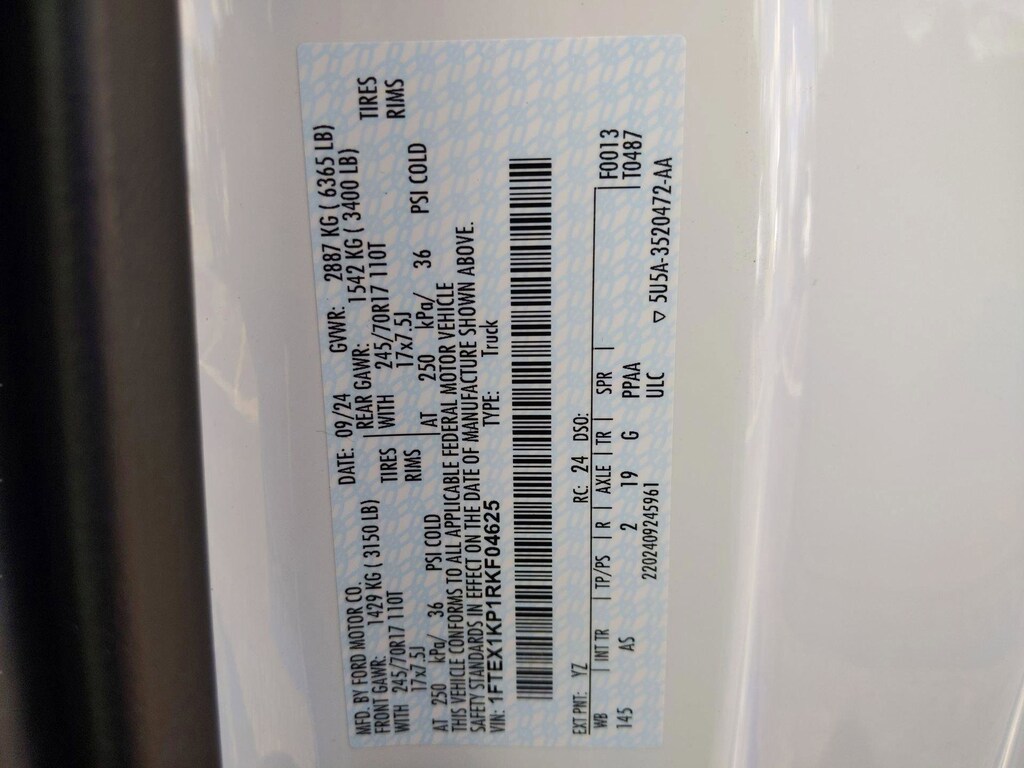 MFD. BY FORD MOTOR CO.
DATE: 09/24 GVWR: 2887 KG ( 6365 LB)
FRONT GAWR: 1429 KG ( 3150 LB) REAR GAWR: 1542 KG ( 3400 LB)
WITH 245/70R17 110T TIRES WITH 245/70R17 110T TIRES
17x7.5J RIMS 17x7.5J RIMS
AT 250 kPa/ 36 PSI COLD AT 250 kPa/ 36 PSI COLD
THIS VEHICLE CONFORMS TO ALL APPLICABLE FEDERAL MOTOR VEHICLE
SAFETY STANDARDS IN EFFECT ON THE DATE OF MANUFACTURE SHOWN ABOVE.
VIN: 1FTEX1KP1RKF04625 TYPE: Truck
EXT PNT: YZ RC: 24 DSO: F0013
WB | INT TR | TP/PS | R | AXLE | TR | SPR | T0487
145 AS 2 19 G PPAA
2202409245961 ULC ▽ 5U5A-3520472-AA